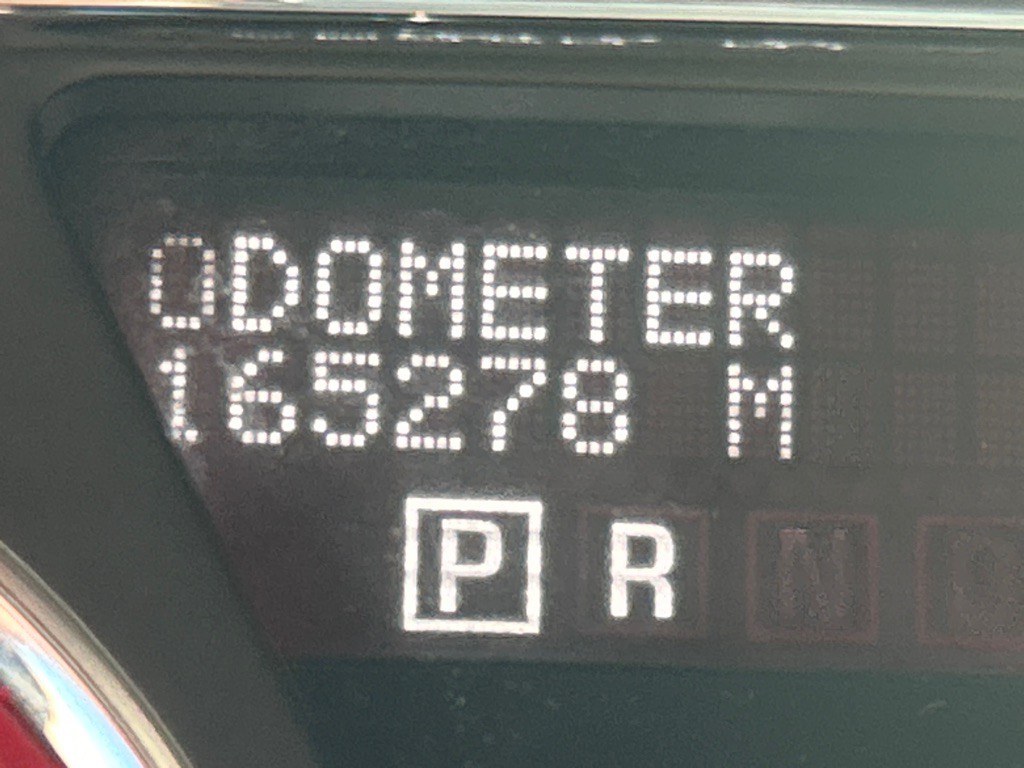 ODOMETER
165278 M
P R N